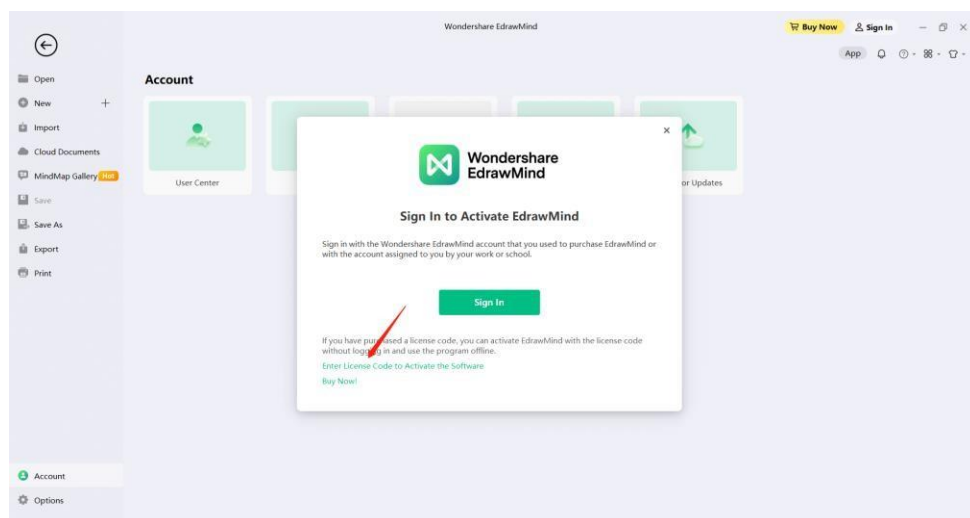 Wondershare EdrawMind
Buy Now
Sign In
App
Open
New
Import
Cloud Documents
MindMap Gallery Hot
Save
Save As
Export
Print
Account
Options
Account
User Center
or Updates
Wondershare
EdrawMind
Sign In to Activate EdrawMind
Sign in with the Wondershare EdrawMind account that you used to purchase EdrawMind or
with the account assigned to you by your work or school.
Sign In
If you have purchased a license code, you can activate EdrawMind with the license code
without logging in and use the program offline.
Enter License Code to Activate the Software
Buy Now!